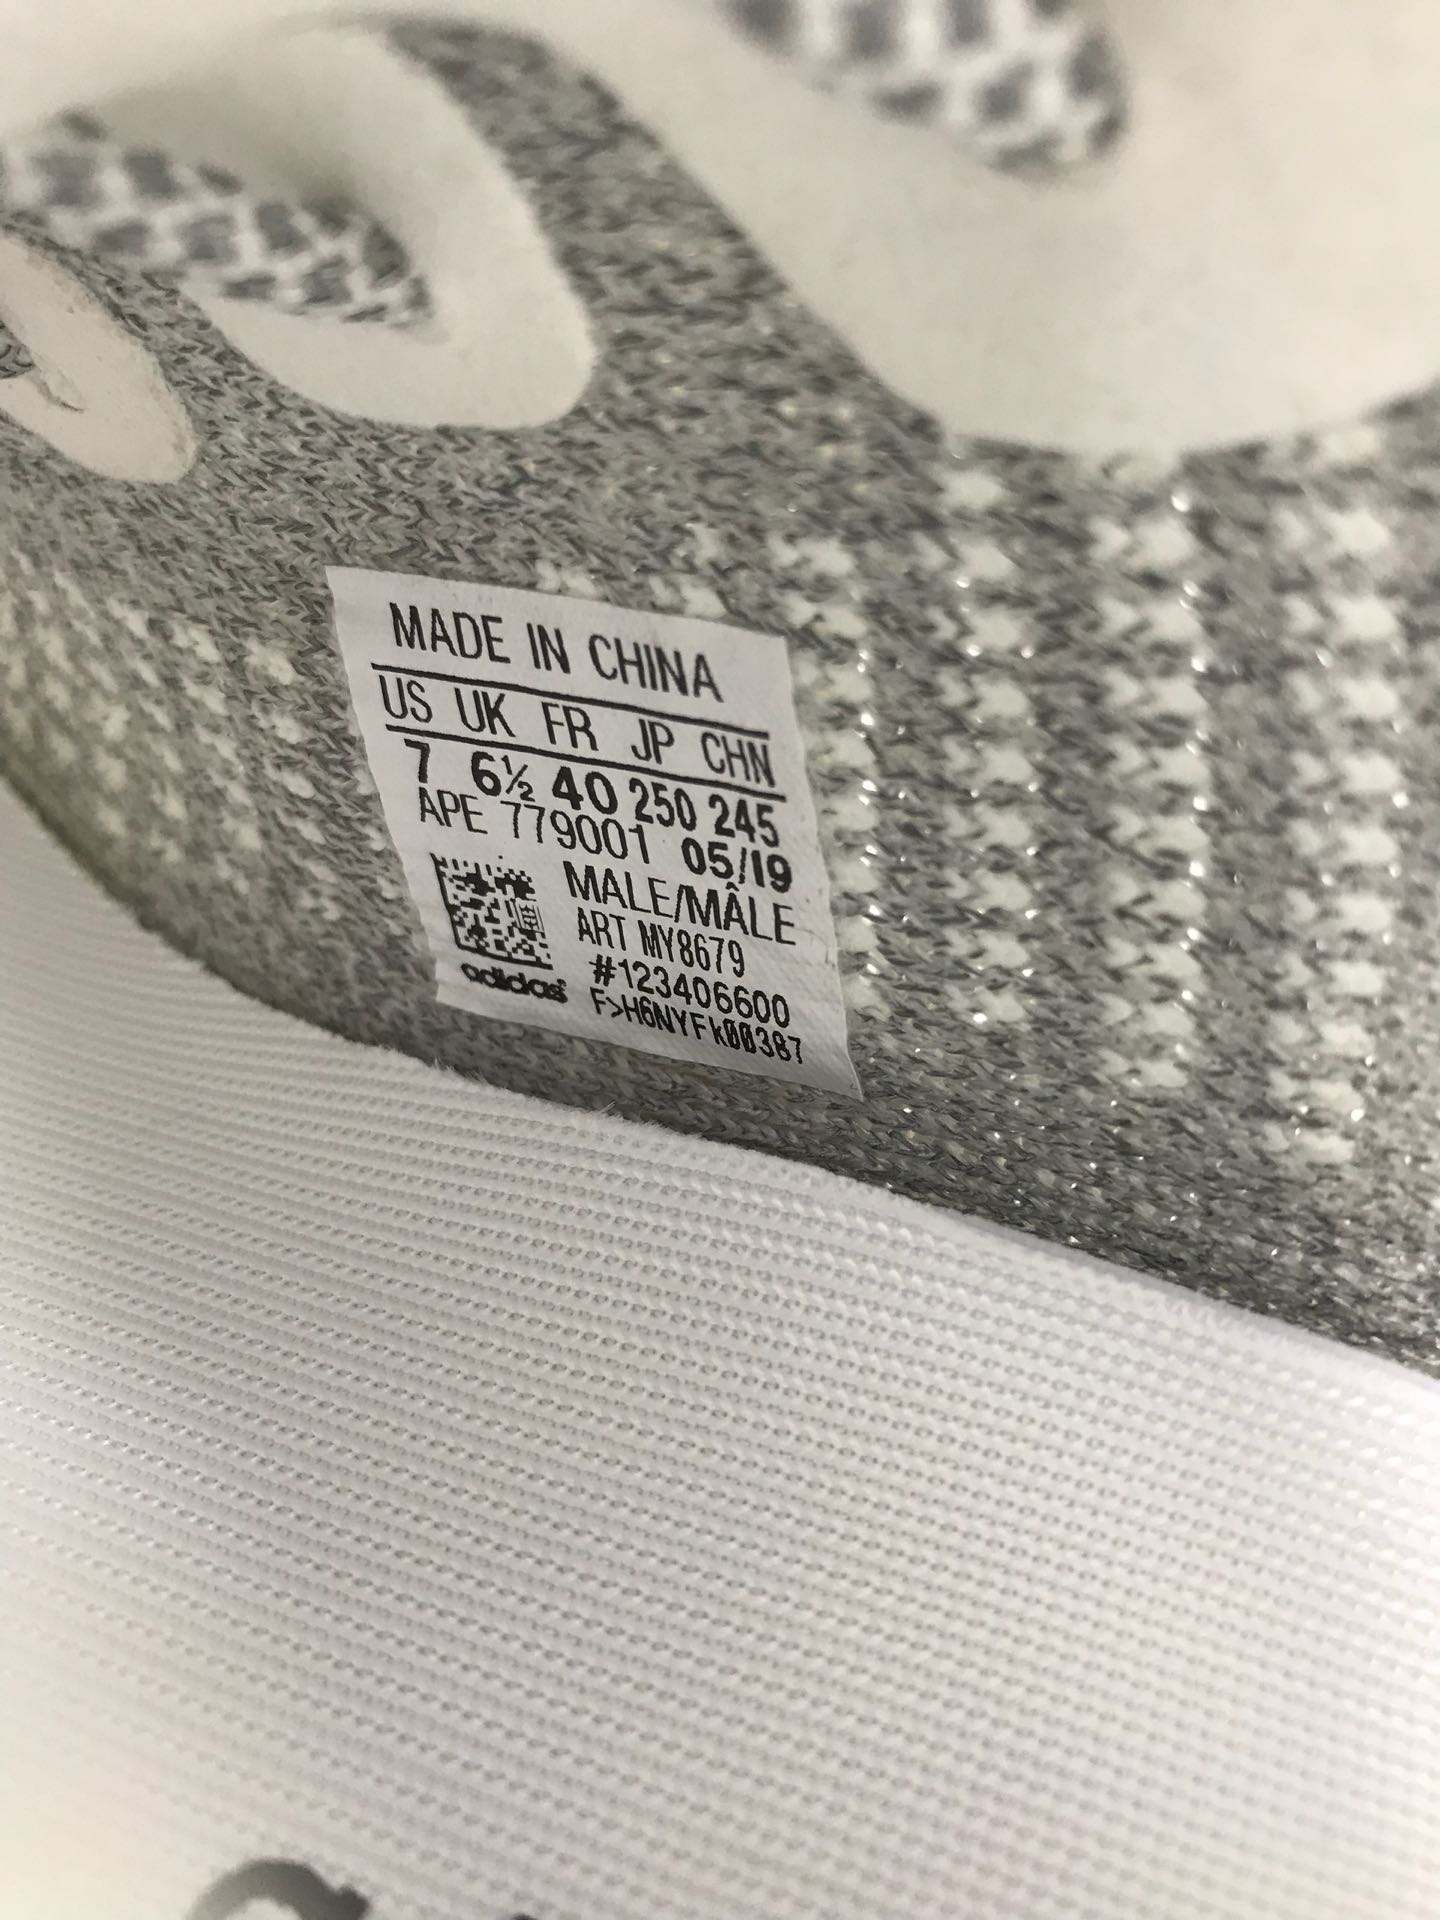 MADE IN CHINA
US UK FR JP CHN
7 6½ 40 250 245
APE 779001 05/19
MALE/MÂLE
ART MY8679
#123406600
adidas
F>H6NYFk00387